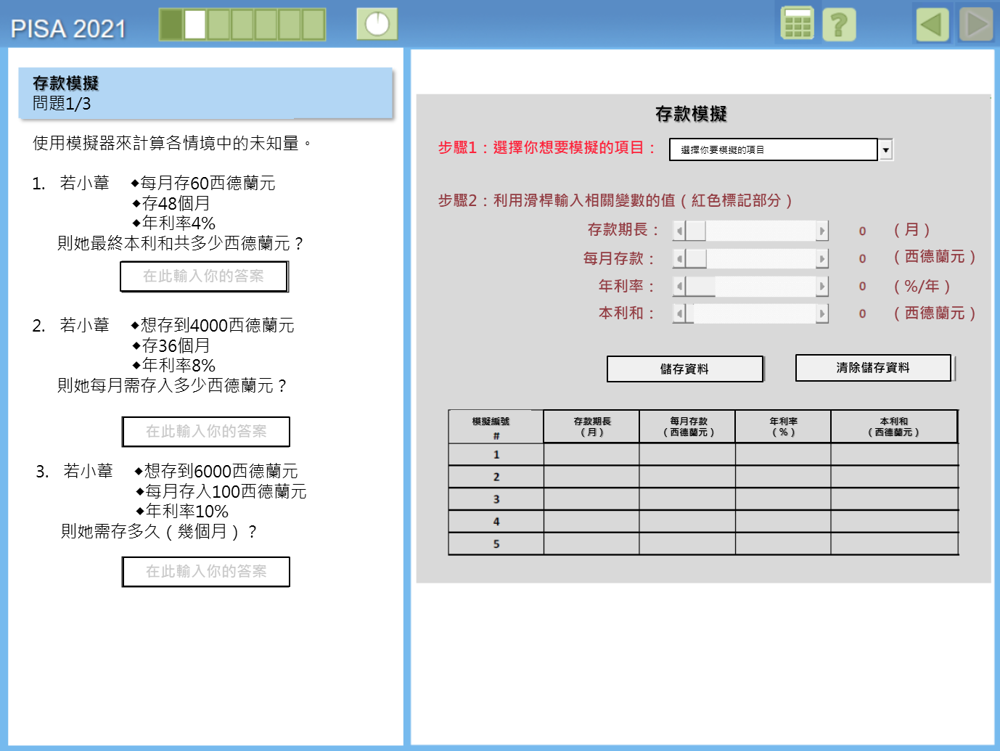 PISA 2021
存款模擬
問題1/3
使用模擬器來計算各情境中的未知量。
1. 若小葦 ◆每月存60西德蘭元
◆存48個月
◆年利率4%
則她最終本利和共多少西德蘭元？
在此輸入你的答案
2. 若小葦 ◆想存到4000西德蘭元
◆存36個月
◆年利率8%
則她每月需存入多少西德蘭元？
在此輸入你的答案
3. 若小葦 ◆想存到6000西德蘭元
◆每月存入100西德蘭元
◆年利率10%
則她需存多久（幾個月）？
在此輸入你的答案
存款模擬
步驟1：選擇你想要模擬的項目： 選擇你要模擬的項目
步驟2：利用滑桿輸入相關變數的值（紅色標記部分）
存款期長： 0 （月）
每月存款： 0 （西德蘭元）
年利率： 0 （%/年）
本利和： 0 （西德蘭元）
儲存資料 清除儲存資料
模擬編號 存款期長 每月存款 年利率 本利和
# （月） （西德蘭元） （%） （西德蘭元）
1
2
3
4
5